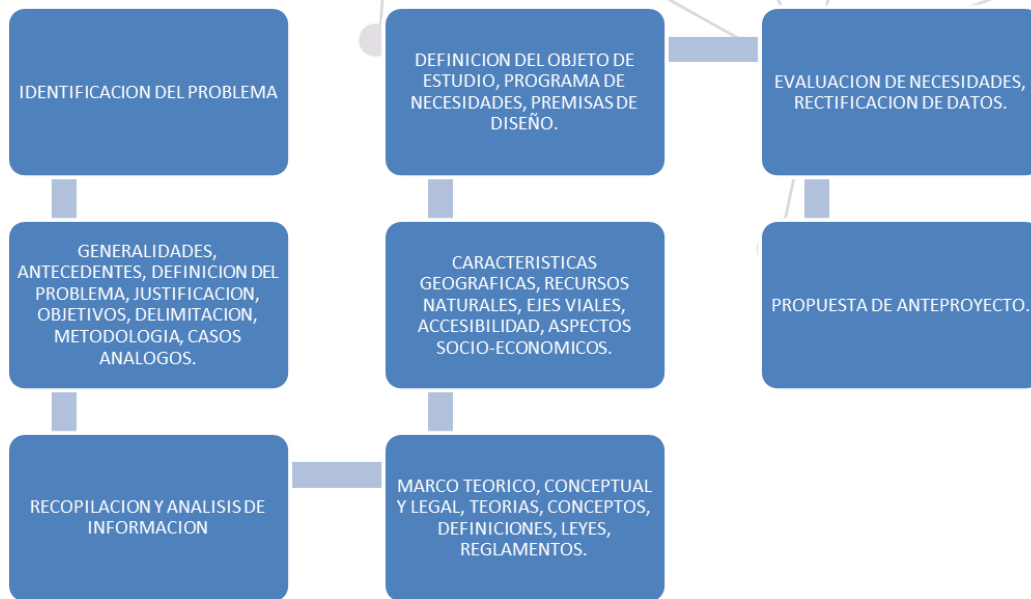 IDENTIFICACION DEL PROBLEMA
GENERALIDADES,
ANTECEDENTES, DEFINICION DEL
PROBLEMA, JUSTIFICACION,
OBJETIVOS, DELIMITACION,
METODOLOGIA, CASOS
ANALOGOS.
RECOPILACION Y ANALISIS DE
INFORMACION
MARCO TEORICO, CONCEPTUAL
Y LEGAL, TEORIAS, CONCEPTOS,
DEFINICIONES, LEYES,
REGLAMENTOS.
CARACTERISTICAS
GEOGRAFICAS, RECURSOS
NATURALES, EJES VIALES,
ACCESIBILIDAD, ASPECTOS
SOCIO-ECONOMICOS.
DEFINICION DEL OBJETO DE
ESTUDIO, PROGRAMA DE
NECESIDADES, PREMISAS DE
DISEÑO.
EVALUACION DE NECESIDADES,
RECTIFICACION DE DATOS.
PROPUESTA DE ANTEPROYECTO.